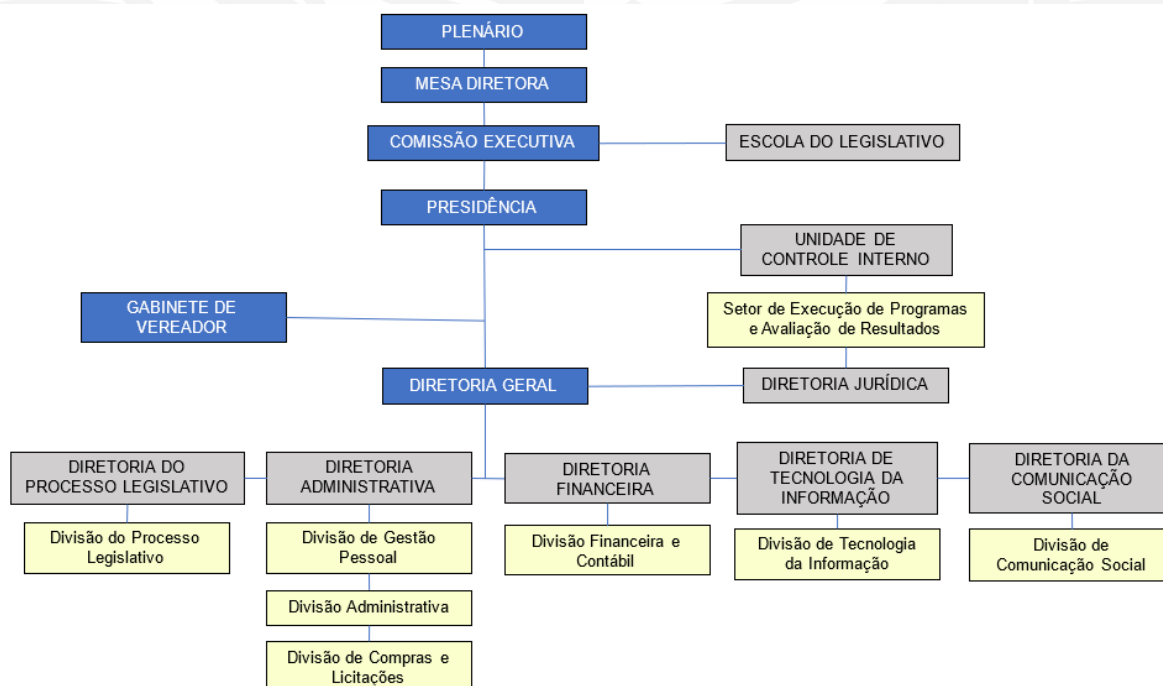 PLENÁRIO
MESA DIRETORA
COMISSÃO EXECUTIVA
ESCOLA DO LEGISLATIVO
PRESIDÊNCIA
UNIDADE DE
CONTROLE INTERNO
GABINETE DE
VEREADOR
Setor de Execução de Programas
e Avaliação de Resultados
DIRETORIA GERAL
DIRETORIA JURÍDICA
DIRETORIA DO
PROCESSO LEGISLATIVO
DIRETORIA
ADMINISTRATIVA
DIRETORIA
FINANCEIRA
DIRETORIA DE
TECNOLOGIA DA
INFORMAÇÃO
DIRETORIA DA
COMUNICAÇÃO
SOCIAL
Divisão do Processo
Legislativo
Divisão de Gestão
Pessoal
Divisão Financeira e
Contábil
Divisão de Tecnologia
da Informação
Divisão de
Comunicação Social
Divisão Administrativa
Divisão de Compras e
Licitações